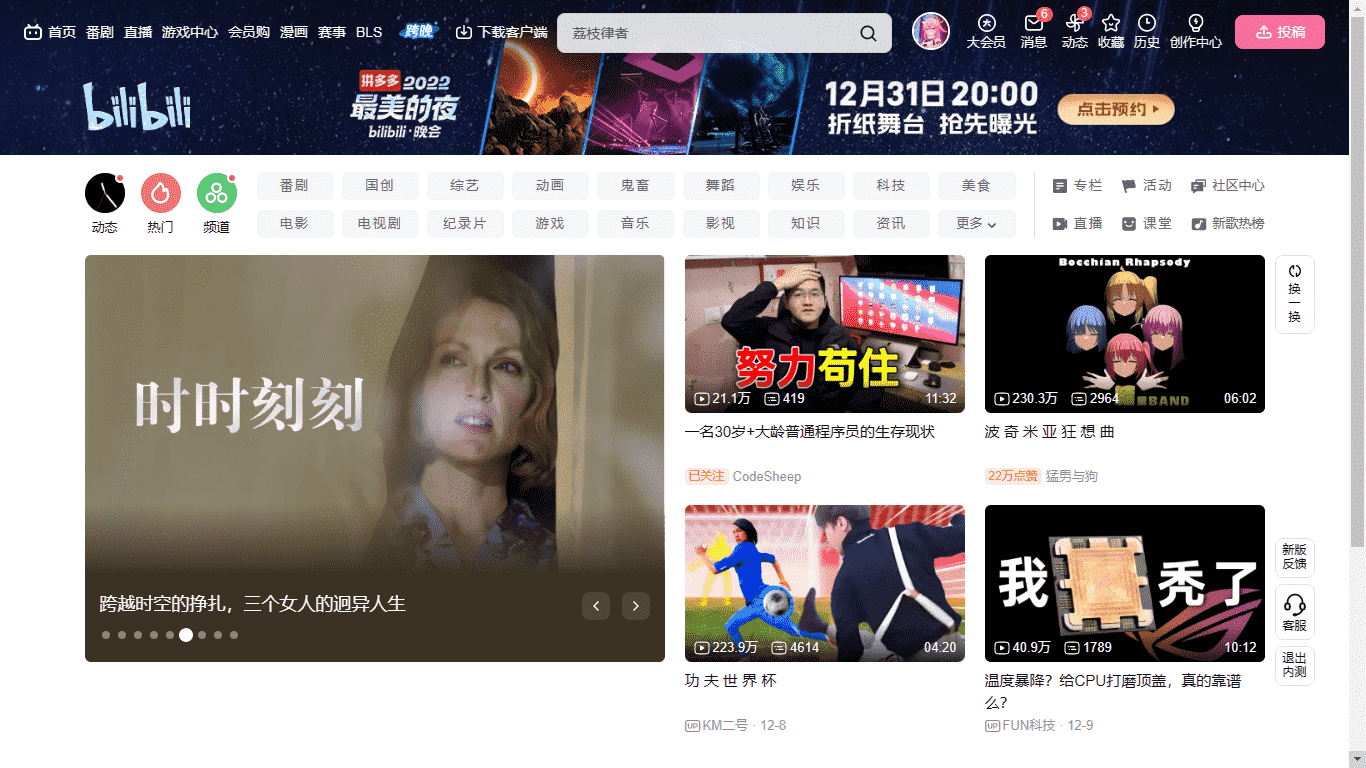 首页 番剧 直播 游戏中心 会员购 漫画 赛事 BLS 跨晚 下载客户端
荔枝律者
大会员 消息 6 动态 3 收藏 历史 创作中心 投稿
bilibili
拼多多 2022
最美的夜
bilibili·晚会
12月31日 20:00
折纸舞台 抢先曝光
点击预约
动态 热门 频道
番剧 国创 综艺 动画 鬼畜 舞蹈 娱乐 科技 美食
电影 电视剧 纪录片 游戏 音乐 影视 知识 资讯 更多
专栏 活动 社区中心
直播 课堂 新歌热榜
时时刻刻
跨越时空的挣扎，三个女人的迥异人生
努力苟住
21.1万 419 11:32
一名30岁+大龄普通程序员的生存现状
已关注 CodeSheep
Bocchian Rhapsody
BAND
230.3万 2964 06:02
波 奇 米 亚 狂 想 曲
22万点赞 猛男与狗
换一换
223.9万 4614 04:20
功 夫 世 界 杯
UP KM二号 · 12-8
我秃了
40.9万 1789 10:12
温度暴降？给CPU打磨顶盖，真的靠谱
么？
UP FUN科技 · 12-9
新版
反馈
客服
退出
内测